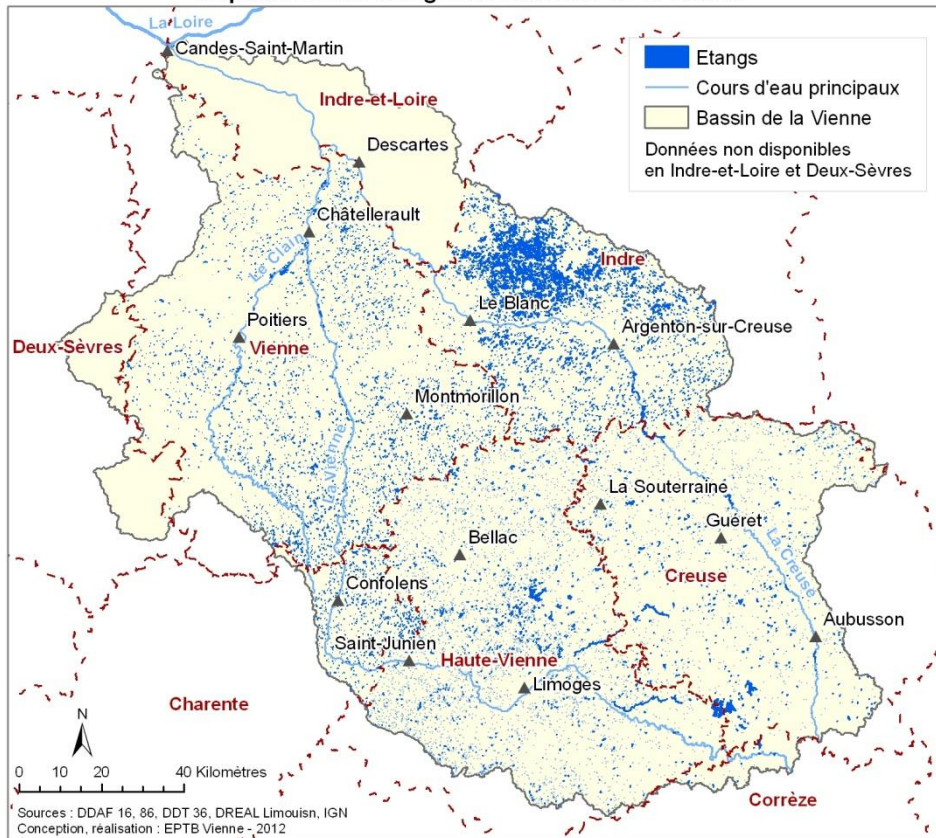 La Loire
Candes-Saint-Martin
Etangs
Cours d'eau principaux
Bassin de la Vienne
Données non disponibles
en Indre-et-Loire et Deux-Sèvres
Indre-et-Loire
Descartes
Châtellerault
Le Clain
Indre
Le Blanc
Poitiers
Argenton-sur-Creuse
Deux-Sèvres
Vienne
Montmorillon
La Vienne
La Souterraine
Guéret
Bellac
La Creuse
Creuse
Confolens
Aubusson
Saint-Junien
Haute-Vienne
Limoges
Charente
N
0 10 20 40 Kilomètres
Corrèze
Sources : DDAF 16, 86, DDT 36, DREAL Limouisn, IGN
Conception, réalisation : EPTB Vienne - 2012